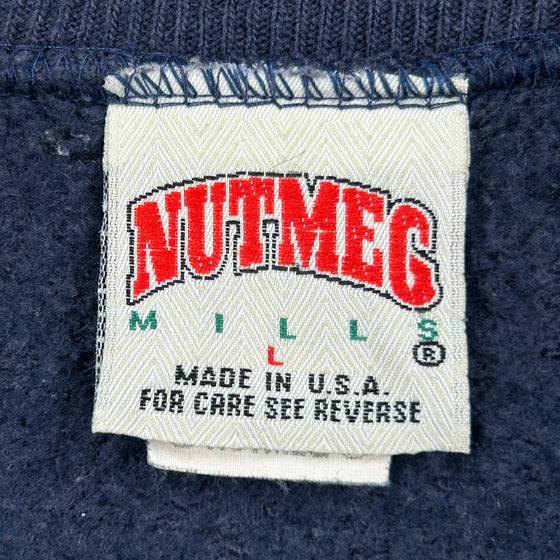 NUTMEG
MILLS®
L
MADE IN U.S.A.
FOR CARE SEE REVERSE